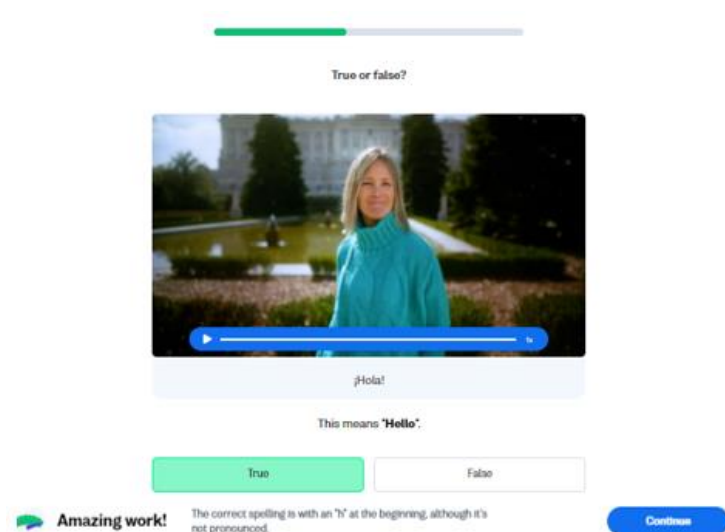 True or false?
1x
¡Hola!
This means "Hello".
True
False
Amazing work!
The correct spelling is with an "h" at the beginning, although it's
not pronounced.
Continue